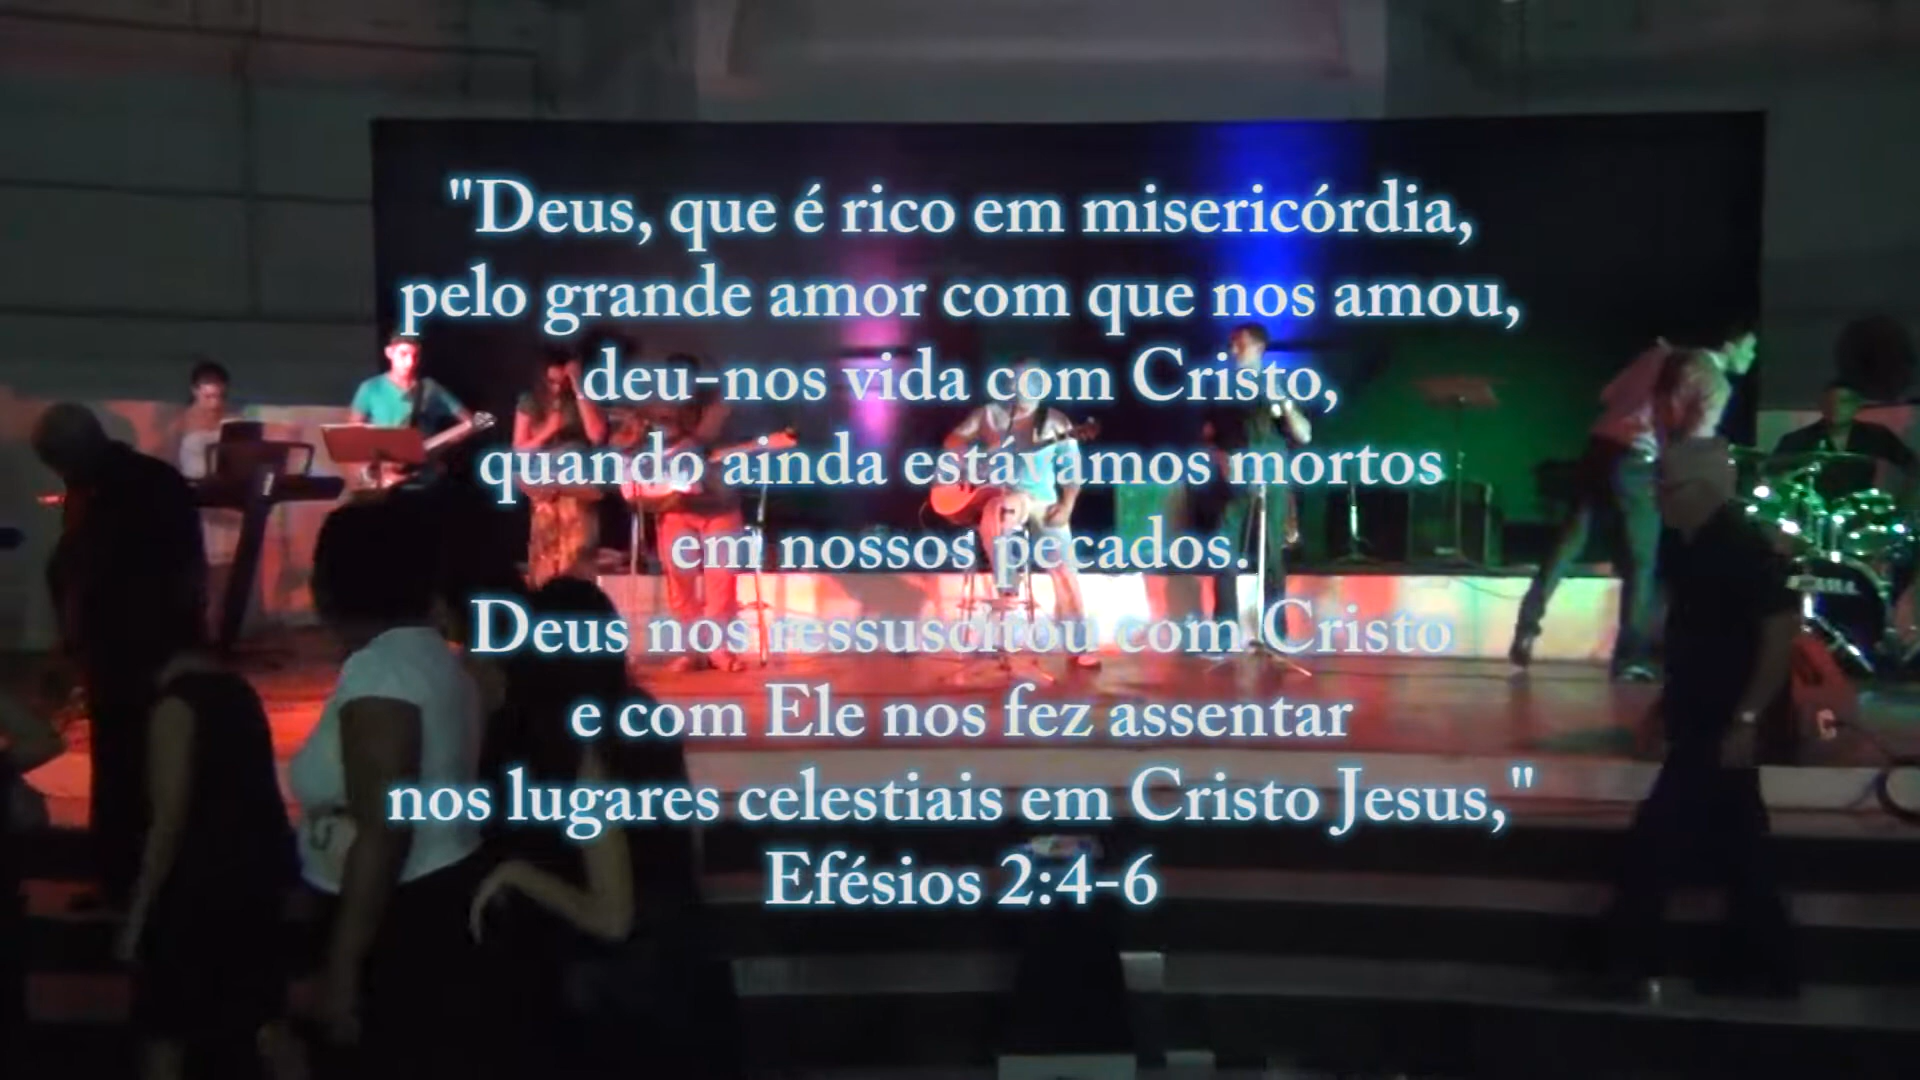 "Deus, que é rico em misericórdia,
pelo grande amor com que nos amou,
deu-nos vida com Cristo,
quando ainda estávamos mortos
em nossos pecados.
Deus nos ressuscitou com Cristo
e com Ele nos fez assentar
nos lugares celestiais em Cristo Jesus,"
Efésios 2:4-6
TAMA